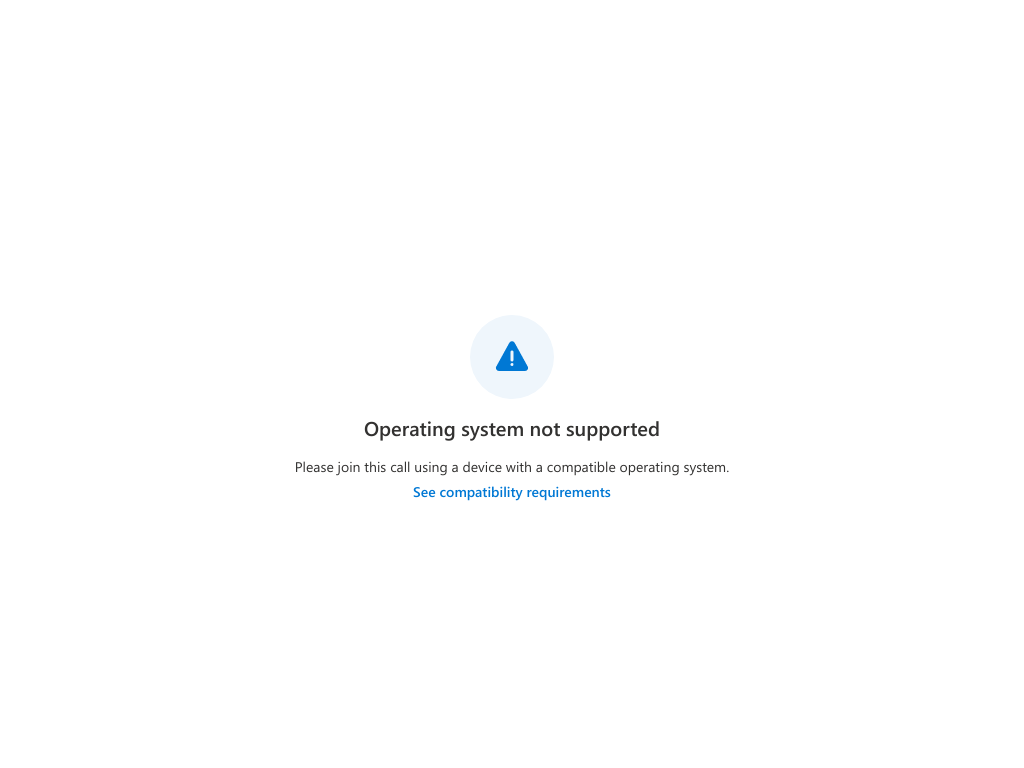 Operating system not supported
Please join this call using a device with a compatible operating system.
See compatibility requirements